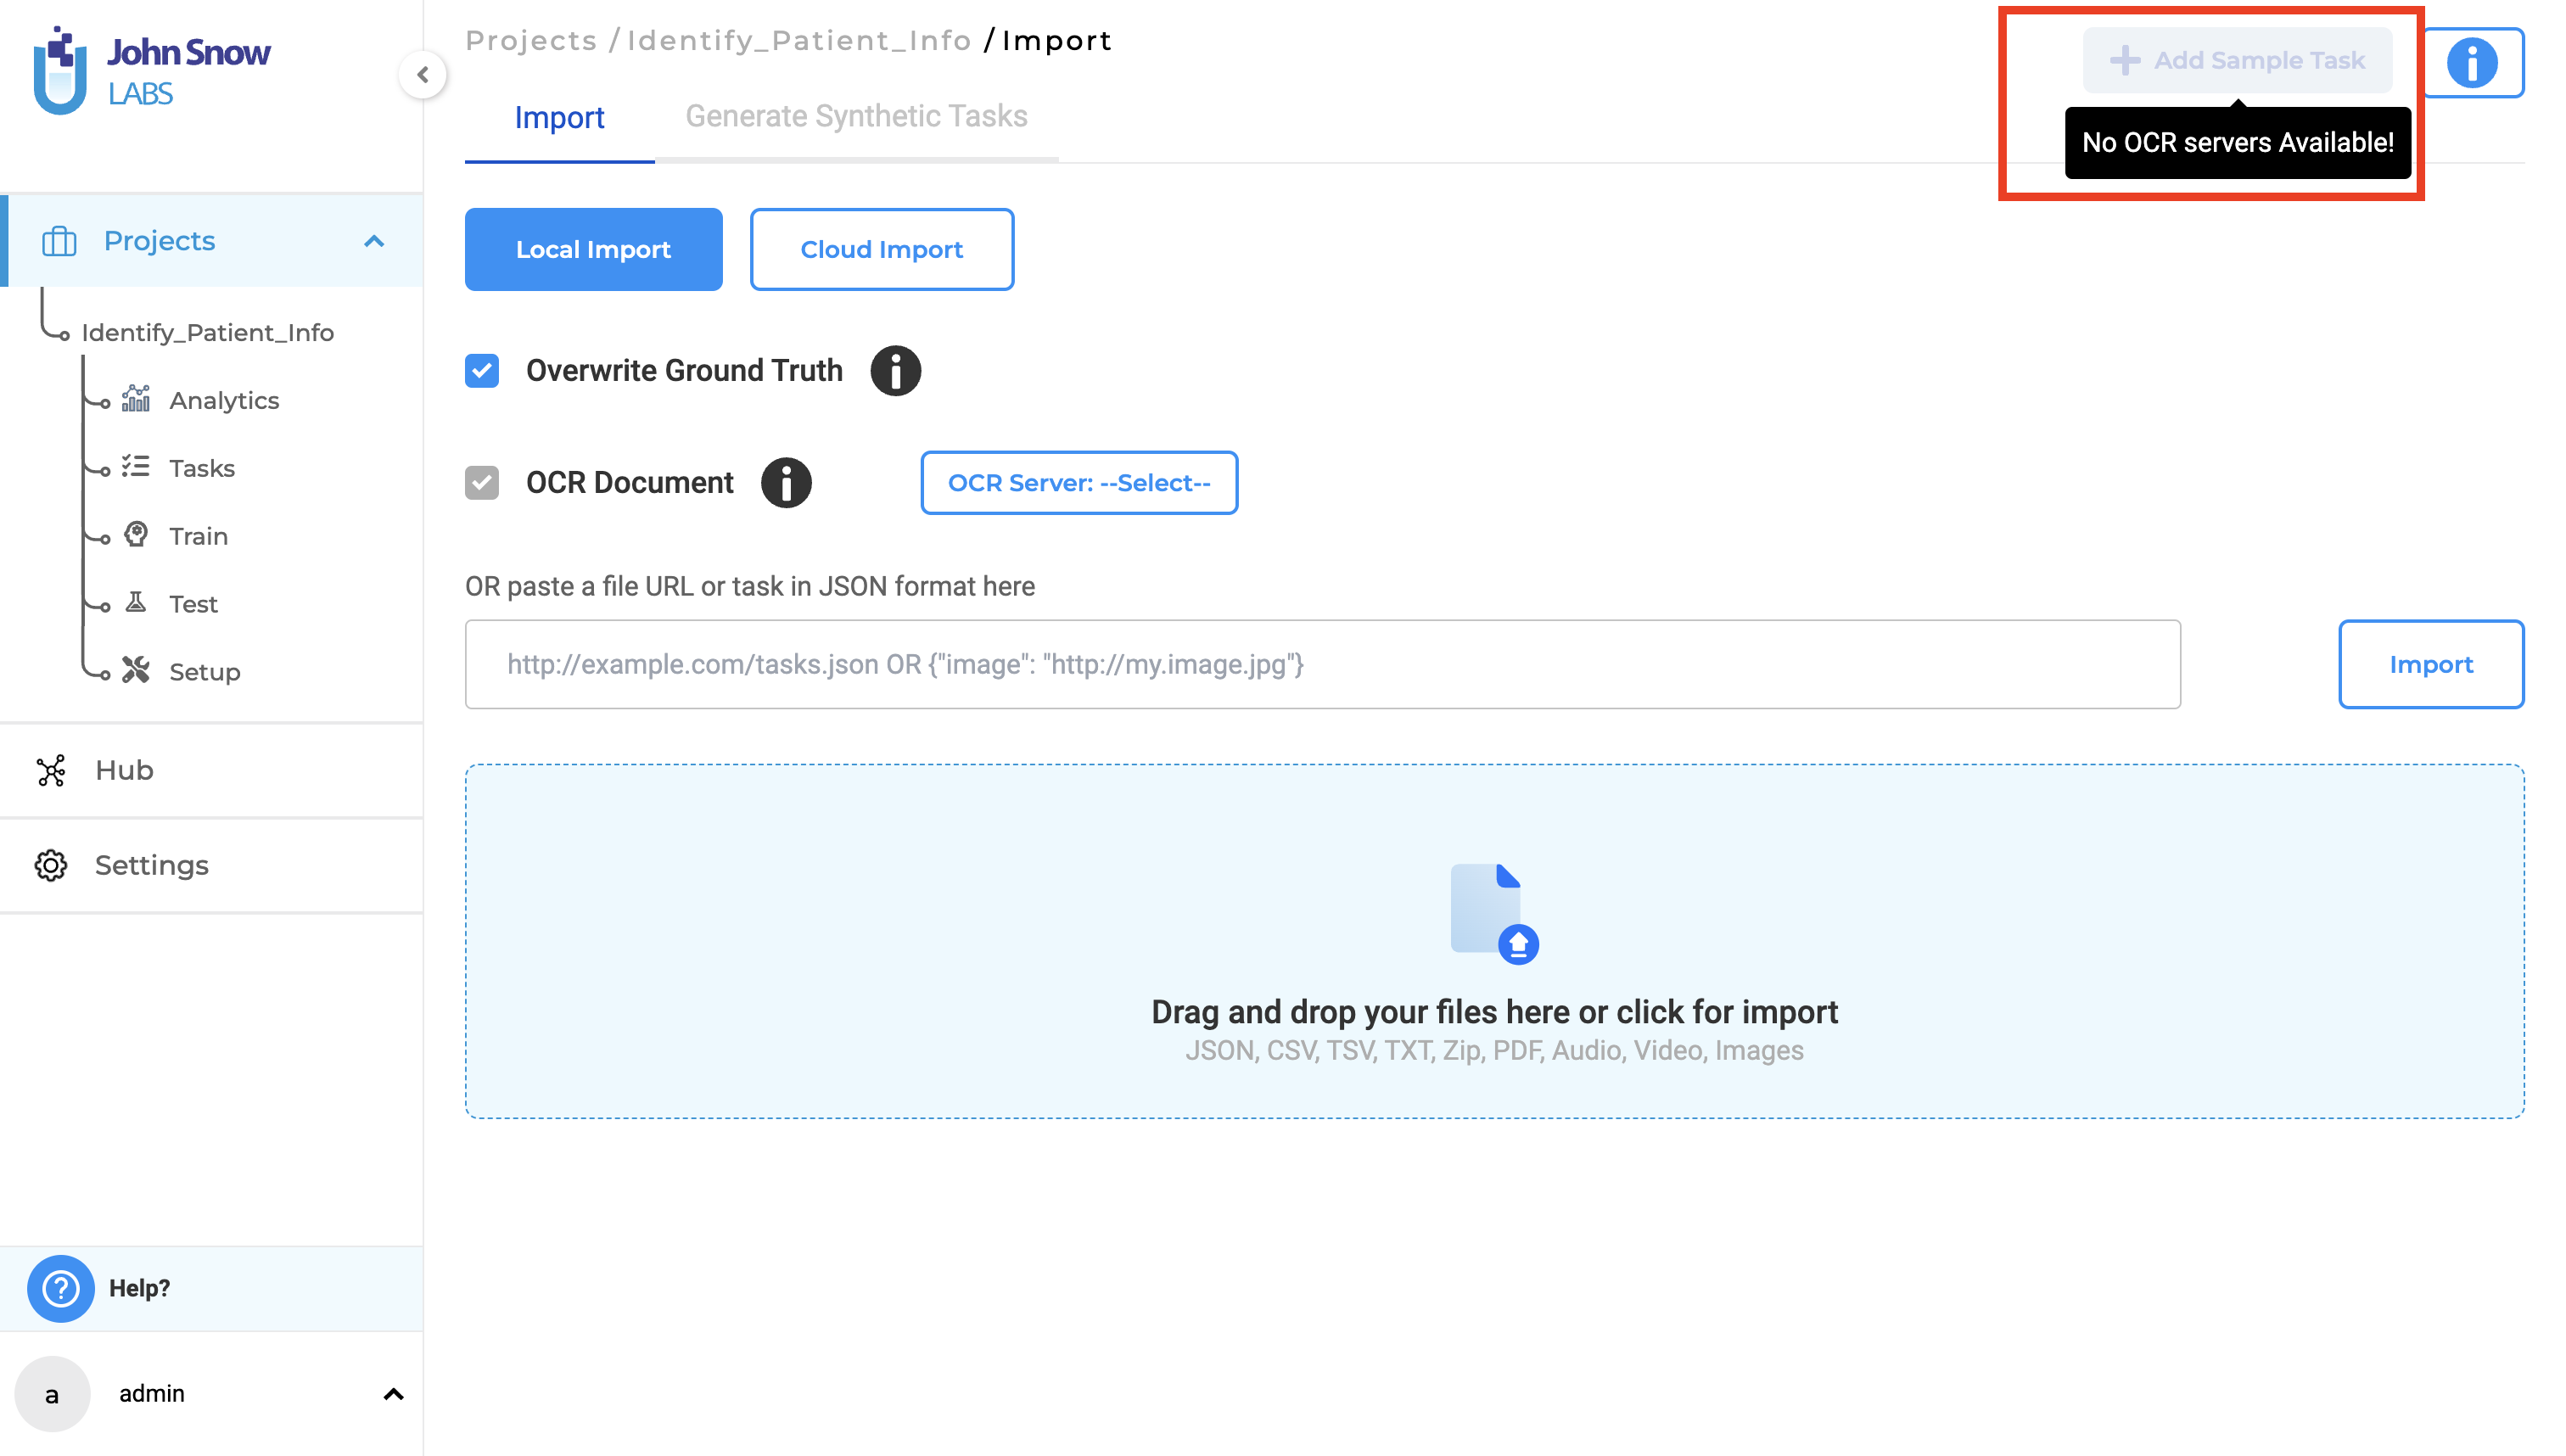 John Snow
LABS
Projects / Identify_Patient_Info / Import
Add Sample Task
No OCR servers Available!
Import
Generate Synthetic Tasks
Projects
Identify_Patient_Info
Analytics
Tasks
Train
Test
Setup
Hub
Settings
Help?
a
admin
Local Import
Cloud Import
Overwrite Ground Truth
OCR Document
OCR Server: --Select--
OR paste a file URL or task in JSON format here
http://example.com/tasks.json OR {"image": "http://my.image.jpg"}
Import
Drag and drop your files here or click for import
JSON, CSV, TSV, TXT, Zip, PDF, Audio, Video, Images